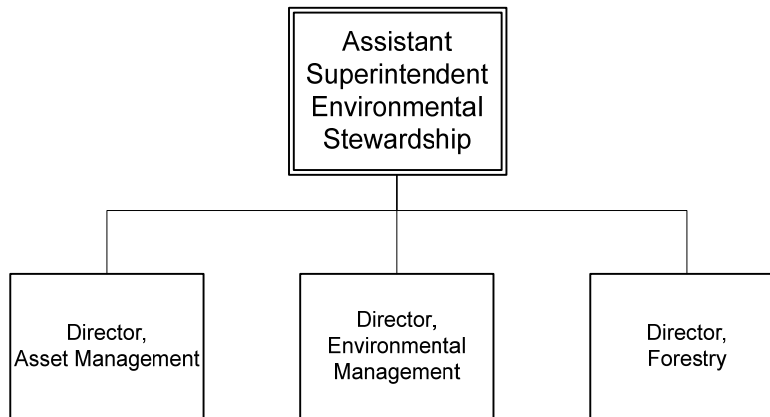 Assistant
Superintendent
Environmental
Stewardship
Director,
Asset Management
Director,
Environmental
Management
Director,
Forestry